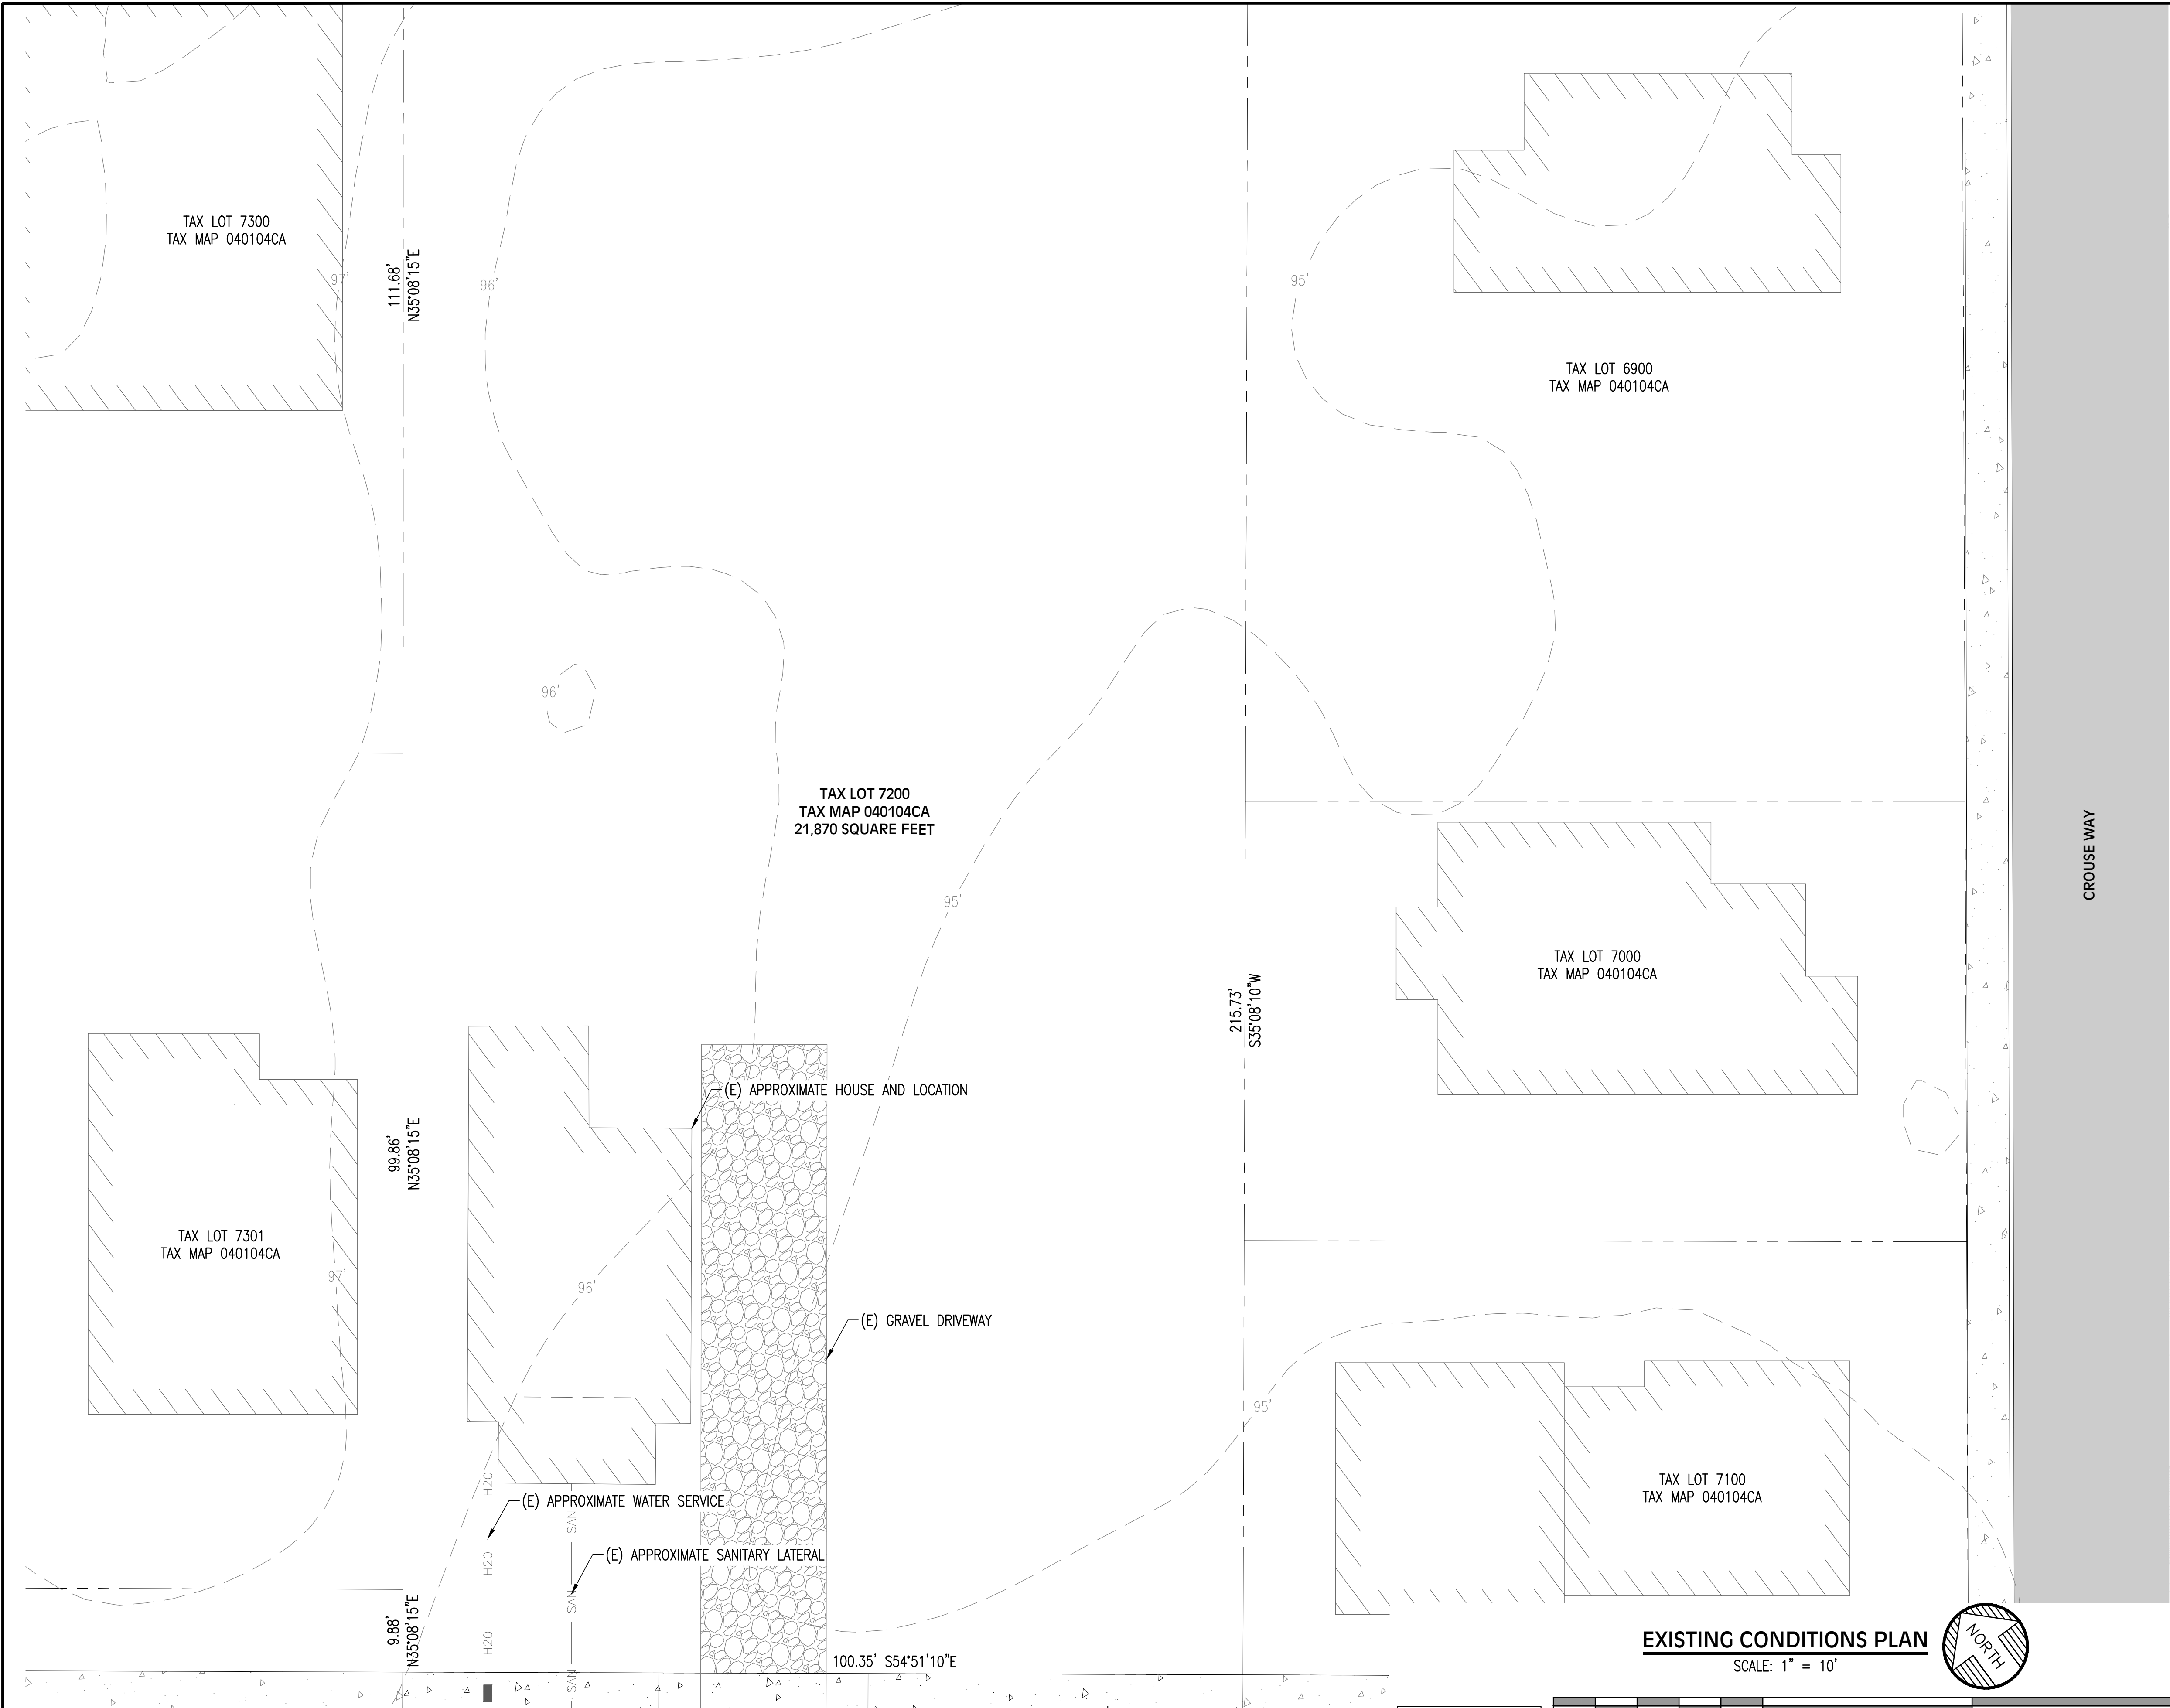 TAX LOT 7300
TAX MAP 040104CA
97'
111.68'
N35°08'15"E
96'
95'
TAX LOT 6900
TAX MAP 040104CA
96'
TAX LOT 7200
TAX MAP 040104CA
21,870 SQUARE FEET
95'
CROUSE WAY
TAX LOT 7000
TAX MAP 040104CA
215.73'
S35°08'10"W
(E) APPROXIMATE HOUSE AND LOCATION
99.86'
N35°08'15"E
TAX LOT 7301
TAX MAP 040104CA
97'
96'
(E) GRAVEL DRIVEWAY
95'
TAX LOT 7100
TAX MAP 040104CA
H20
(E) APPROXIMATE WATER SERVICE
SAN
H20
(E) APPROXIMATE SANITARY LATERAL
SAN
9.88'
N35°08'15"E
H20
SAN
100.35' S54°51'10"E
EXISTING CONDITIONS PLAN
SCALE: 1" = 10'
NORTH